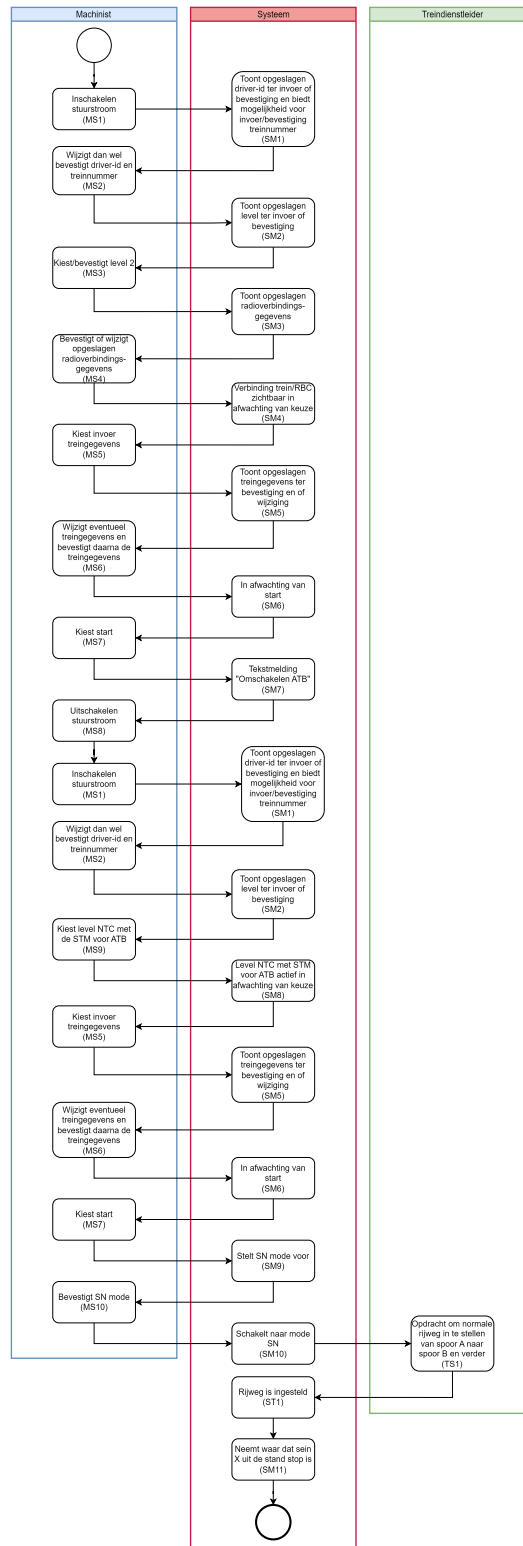 Machinist
Systeem
Treindienstleider
Inschakelen
stuurstroom
(MS1)
Toont opgeslagen
driver-id ter invoer of
bevestiging en biedt
mogelijkheid voor
invoer/bevestiging
treinnummer
(SM1)
Wijzigt dan wel
bevestigt driver-id en
treinnummer
(MS2)
Toont opgeslagen
level ter invoer of
bevestiging
(SM2)
Kiest/bevestigt level 2
(MS3)
Toont opgeslagen
radioverbindings-
gegevens
(SM3)
Bevestigt of wijzigt
opgeslagen
radioverbindings-
gegevens
(MS4)
Verbinding trein/RBC
zichtbaar in
afwachting van keuze
(SM4)
Kiest invoer
treingegevens
(MS5)
Toont opgeslagen
treingegevens ter
bevestiging en of
wijziging
(SM5)
Wijzigt eventueel
treingegevens en
bevestigt daarna de
treingegevens
(MS6)
In afwachting van
start
(SM6)
Kiest start
(MS7)
Tekstmelding
"Omschakelen ATB"
(SM7)
Uitschakelen
stuurstroom
(MS8)
Inschakelen
stuurstroom
(MS1)
Toont opgeslagen
driver-id ter invoer of
bevestiging en biedt
mogelijkheid voor
invoer/bevestiging
treinnummer
(SM1)
Wijzigt dan wel
bevestigt driver-id en
treinnummer
(MS2)
Toont opgeslagen
level ter invoer of
bevestiging
(SM2)
Kiest level NTC met
de STM voor ATB
(MS9)
Level NTC met STM
voor ATB actief in
afwachting van keuze
(SM8)
Kiest invoer
treingegevens
(MS5)
Toont opgeslagen
treingegevens ter
bevestiging en of
wijziging
(SM5)
Wijzigt eventueel
treingegevens en
bevestigt daarna de
treingegevens
(MS6)
In afwachting van
start
(SM6)
Kiest start
(MS7)
Stelt SN mode voor
(SM9)
Bevestigt SN mode
(MS10)
Schakelt naar mode
SN
(SM10)
Opdracht om normale
rijweg in te stellen
van spoor A naar
spoor B en verder
(TS1)
Rijweg is ingesteld
(ST1)
Neemt waar dat sein
X uit de stand stop is
(SM11)